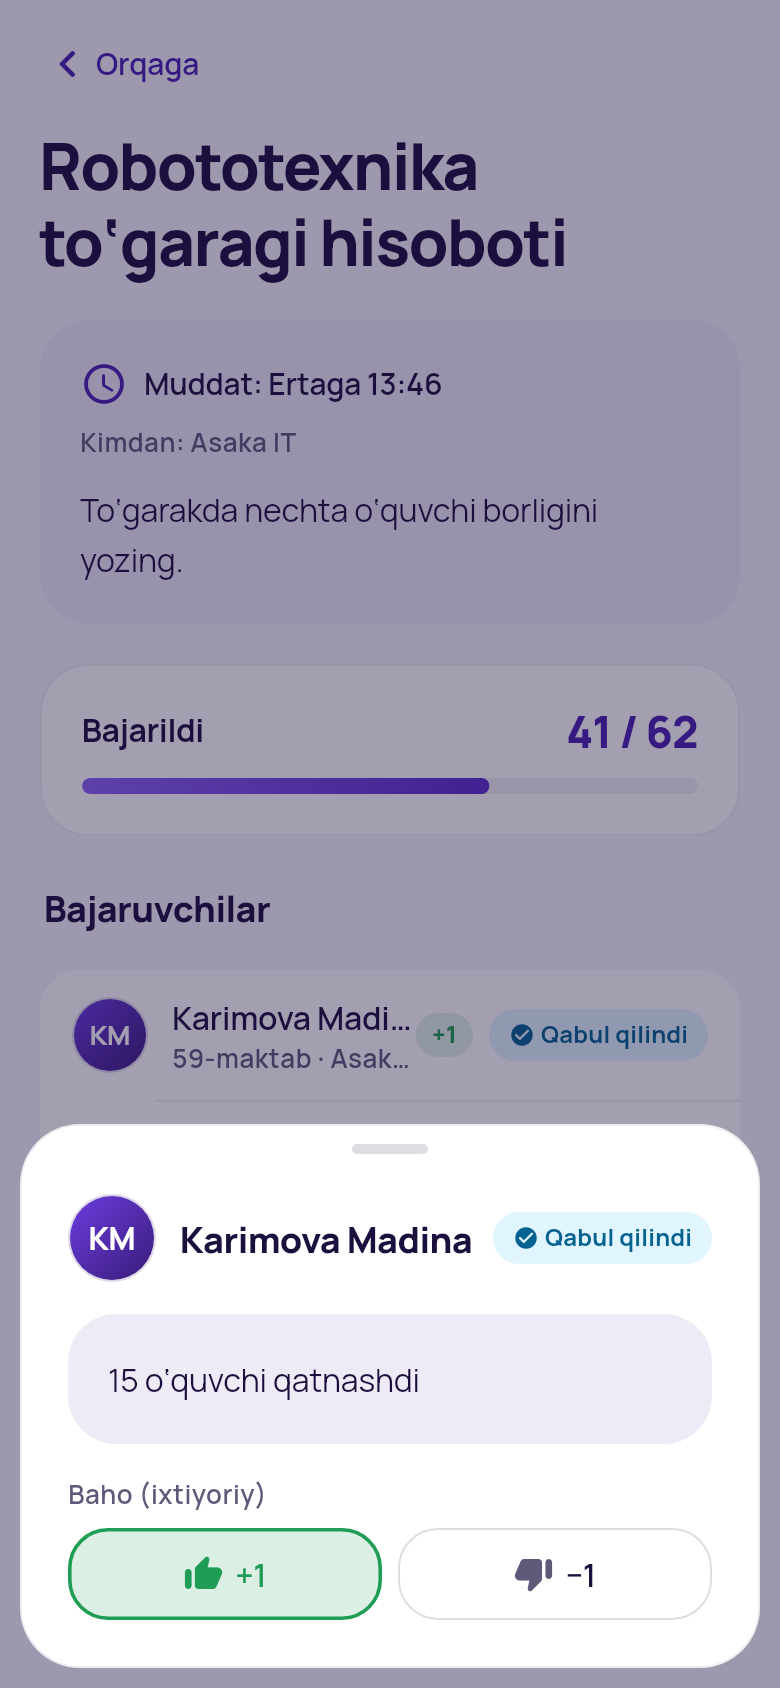 Orqaga
Robototexnika
to‘garagi hisoboti
Muddat: Ertaga 13:46
Kimdan: Asaka IT
To‘garakda nechta o‘quvchi borligini
yozing.
Bajarildi
41 / 62
Bajaruvchilar
KM
Karimova Madi...
+1
Qabul qilindi
59-maktab · Asak...
KM
Karimova Madina
Qabul qilindi
15 o‘quvchi qatnashdi
Baho (ixtiyoriy)
+1
−1